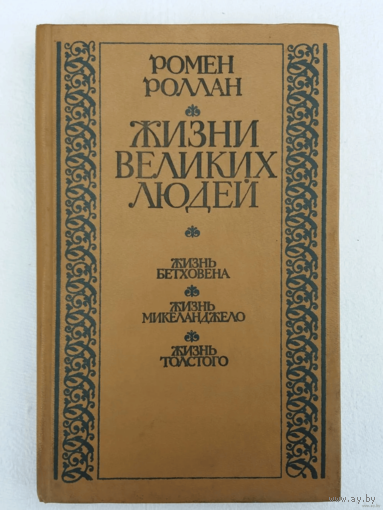 РОМЕН
РОЛЛАН
ЖИЗНИ
ВЕЛИКИХ
ЛЮДЕЙ
ЖИЗНЬ
БЕТХОВЕНА
ЖИЗНЬ
МИКЕЛАНДЖЕЛО
ЖИЗНЬ
ТОЛСТОГО
www.ay.by